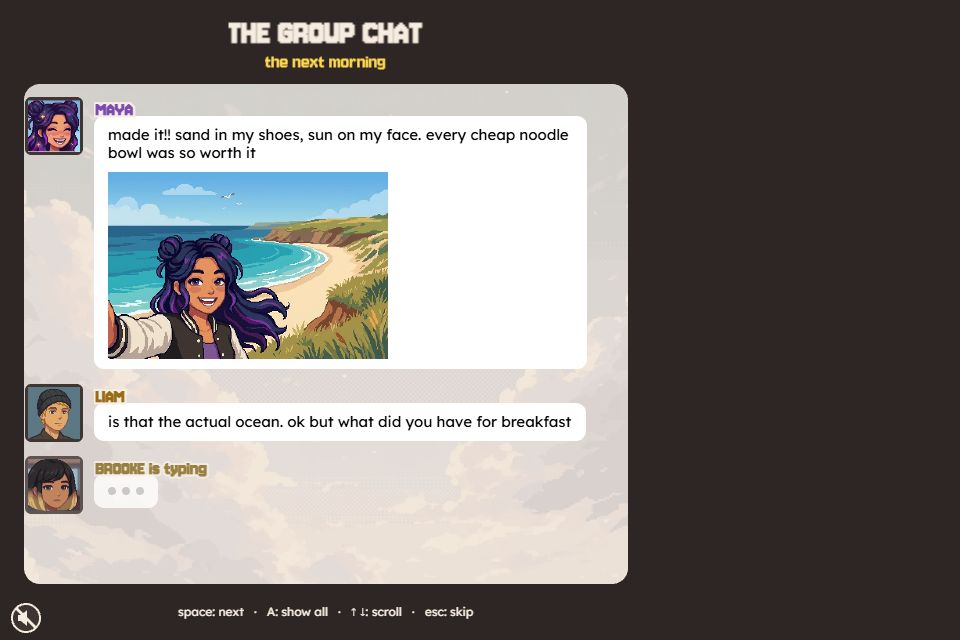 THE GROUP CHAT
the next morning
MAYA
made it!! sand in my shoes, sun on my face. every cheap noodle
bowl was so worth it
LIAM
is that the actual ocean. ok but what did you have for breakfast
BROOKE is typing
space: next · A: show all · ↑↓: scroll · esc: skip